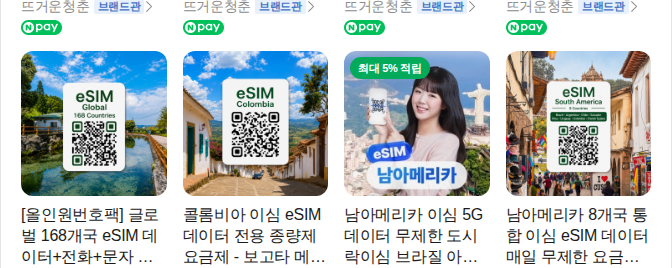 뜨거운청춘 브랜드관
N pay
eSIM
Global
168 Countries
[올인원번호팩] 글로
벌 168개국 eSIM 데
이터+전화+문자 ...
뜨거운청춘 브랜드관
N pay
eSIM
Colombia
콜롬비아 이심 eSIM
데이터 전용 종량제
요금제 - 보고타 메...
뜨거운청춘 브랜드관
N pay
최대 5% 적립
eSIM
남아메리카
남아메리카 이심 5G
데이터 무제한 도시
락이심 브라질 아...
뜨거운청춘 브랜드관
N pay
eSIM
South America
8 Countries
남아메리카 8개국 통
합 이심 eSIM 데이터
매일 무제한 요금...